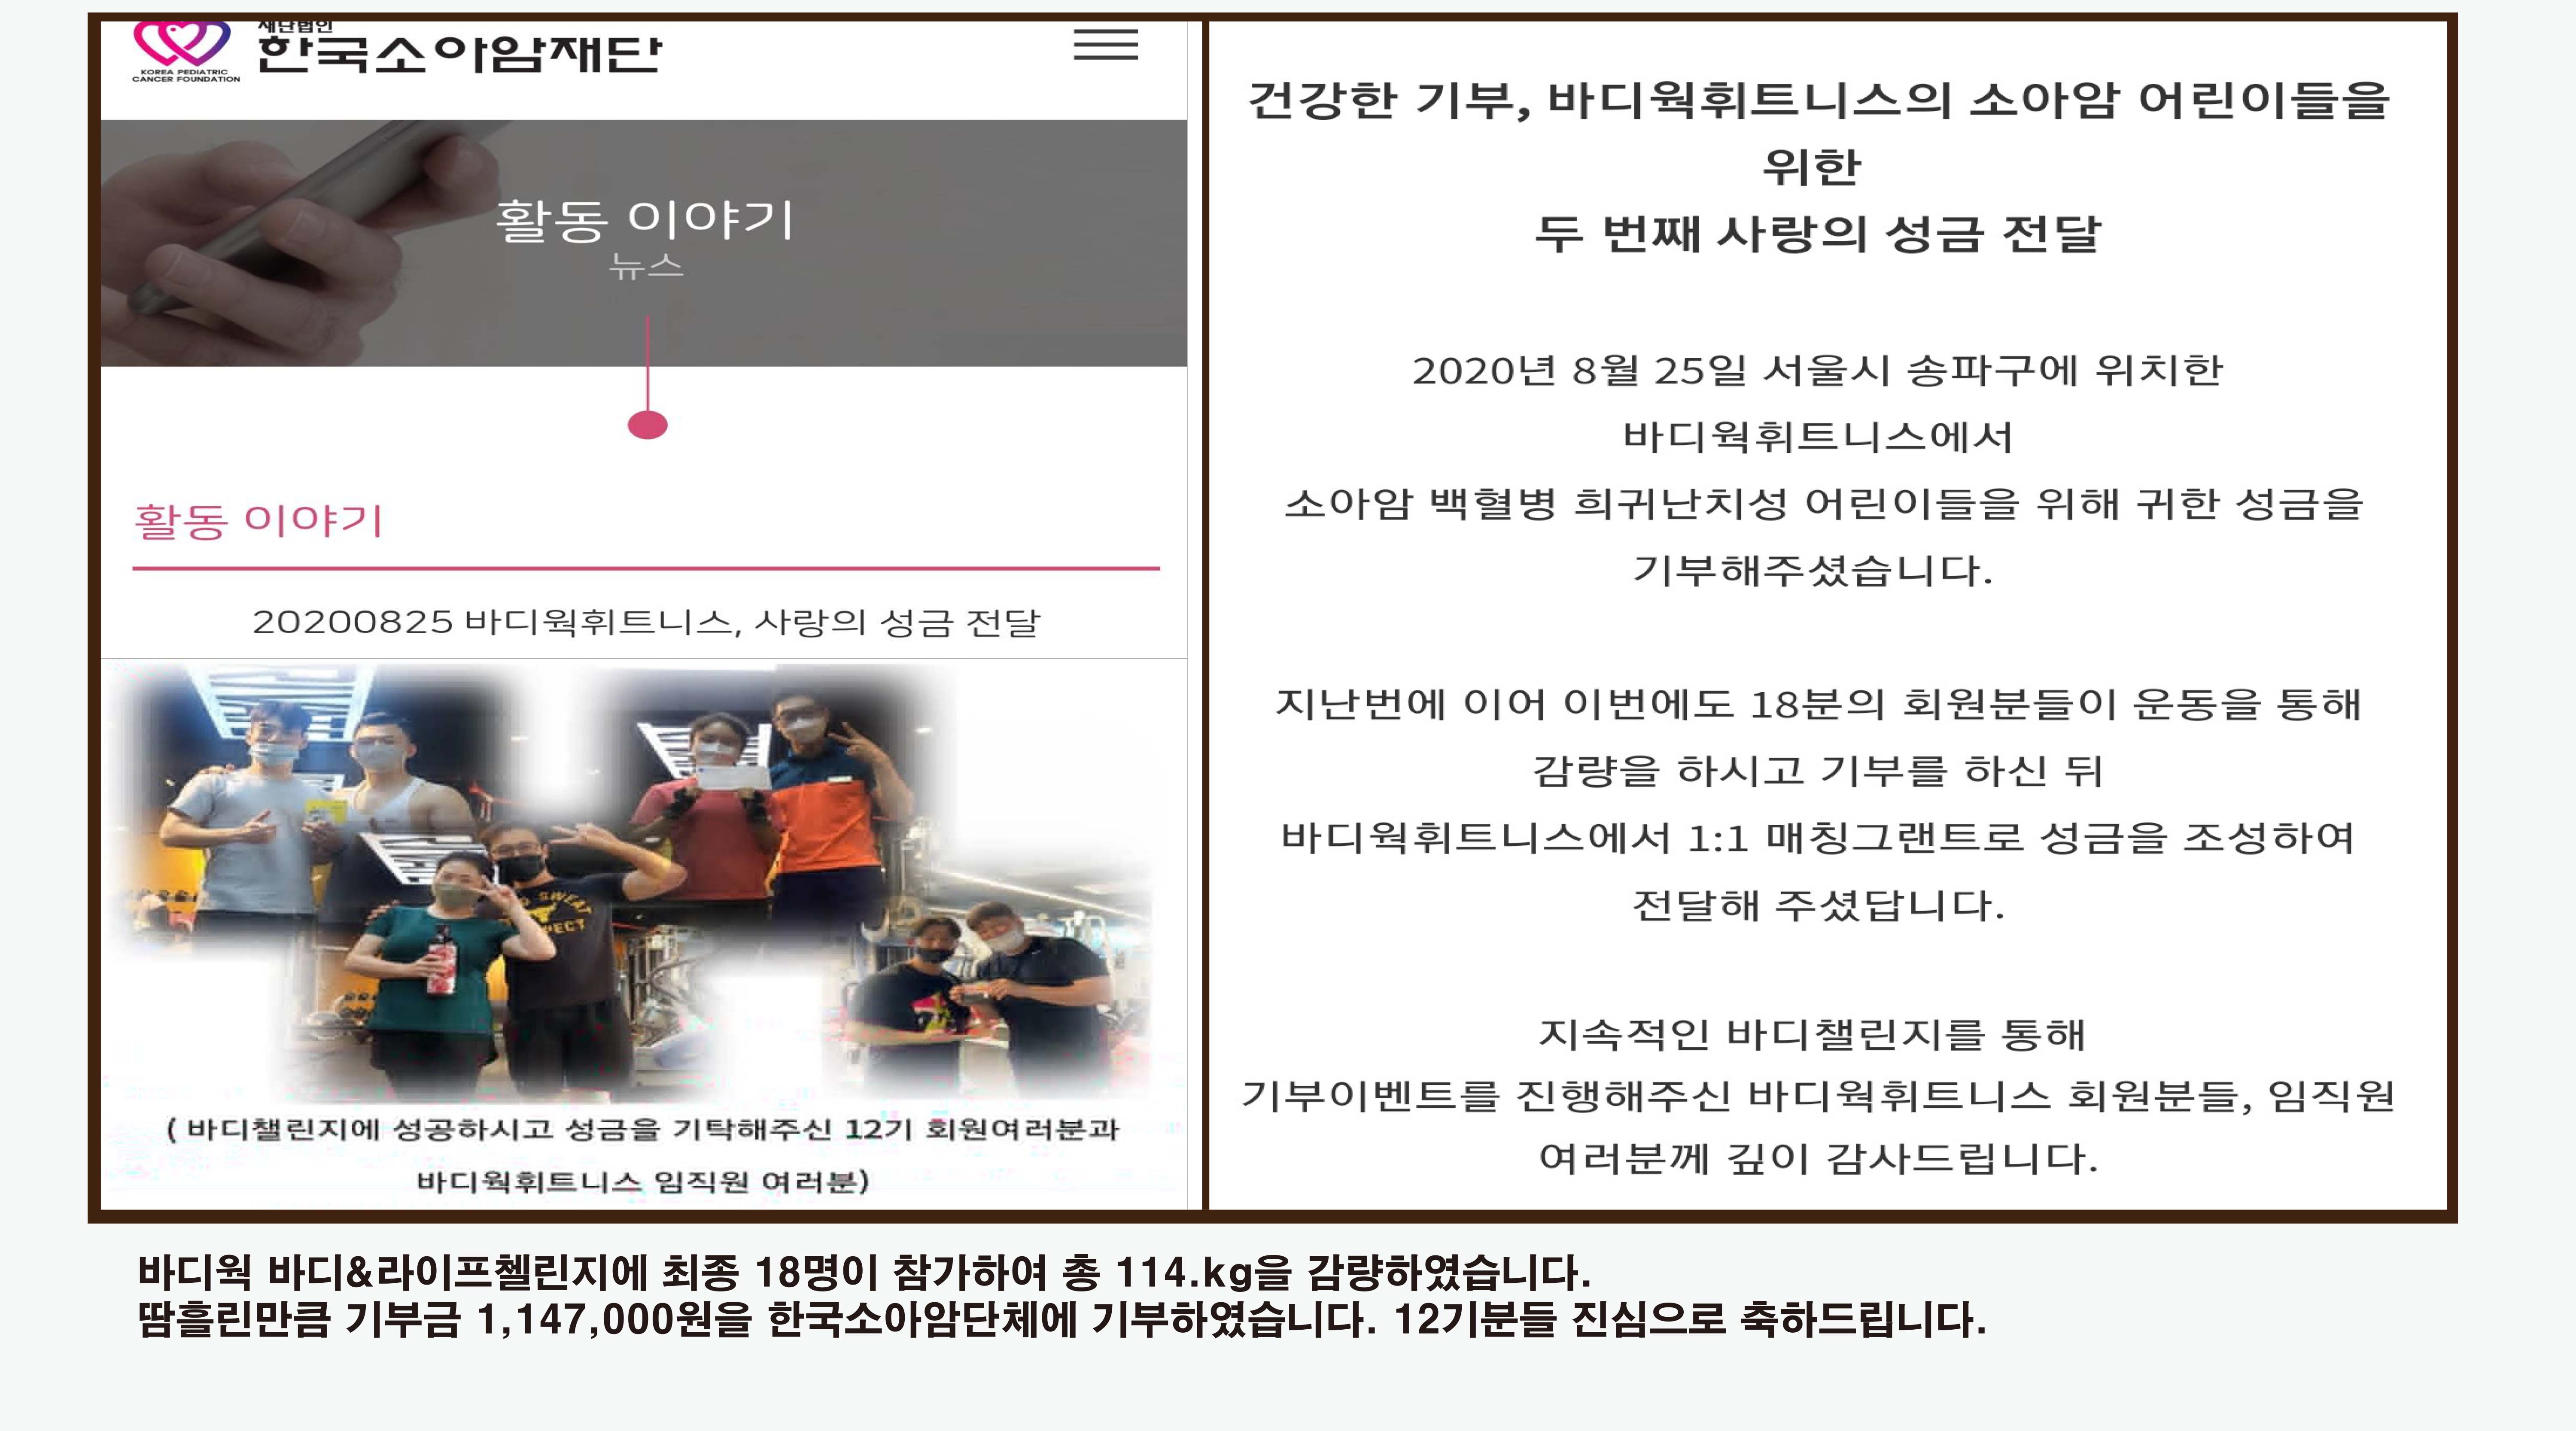 재단법인
한국소아암재단
KOREA PEDIATRIC
CANCER FOUNDATION
활동 이야기
뉴스
활동 이야기
20200825 바디웍휘트니스, 사랑의 성금 전달
SWEAT
( 바디챌린지에 성공하시고 성금을 기탁해주신 12기 회원여러분과
바디웍휘트니스 임직원 여러분)
건강한 기부, 바디웍휘트니스의 소아암 어린이들을
위한
두 번째 사랑의 성금 전달
2020년 8월 25일 서울시 송파구에 위치한
바디웍휘트니스에서
소아암 백혈병 희귀난치성 어린이들을 위해 귀한 성금을
기부해주셨습니다.
지난번에 이어 이번에도 18분의 회원분들이 운동을 통해
감량을 하시고 기부를 하신 뒤
바디웍휘트니스에서 1:1 매칭그랜트로 성금을 조성하여
전달해 주셨답니다.
지속적인 바디챌린지를 통해
기부이벤트를 진행해주신 바디웍휘트니스 회원분들, 임직원
여러분께 깊이 감사드립니다.
바디웍 바디&라이프첼린지에 최종 18명이 참가하여 총 114.kg을 감량하였습니다.
땀흘린만큼 기부금 1,147,000원을 한국소아암단체에 기부하였습니다. 12기분들 진심으로 축하드립니다.